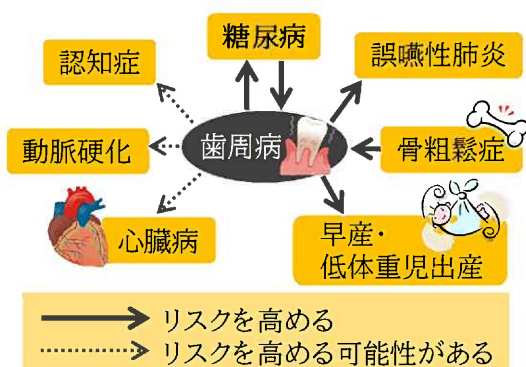 糖尿病
認知症
誤嚥性肺炎
動脈硬化
歯周病
骨粗鬆症
心臓病
早産・
低体重児出産
リスクを高める
リスクを高める可能性がある